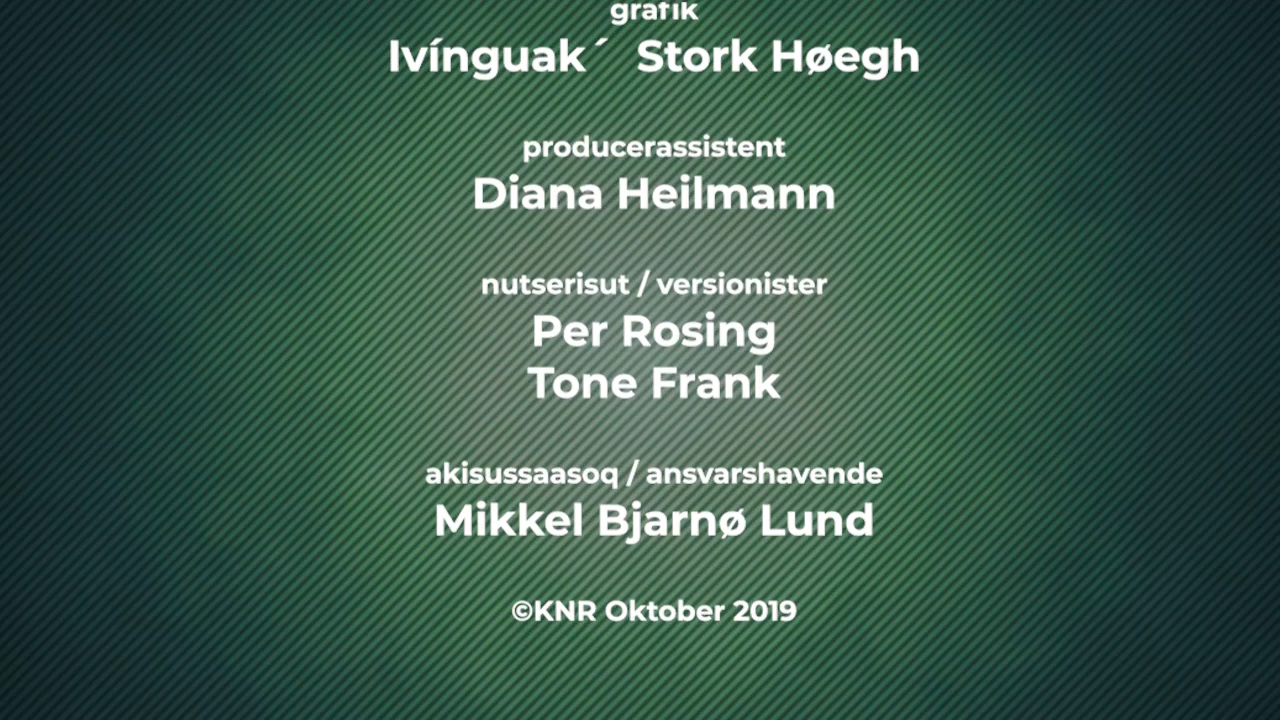 grafik
Ivínguak´ Stork Høegh
producerassistent
Diana Heilmann
nutserisut / versionister
Per Rosing
Tone Frank
akisussaasoq / ansvarshavende
Mikkel Bjarnø Lund
©KNR Oktober 2019